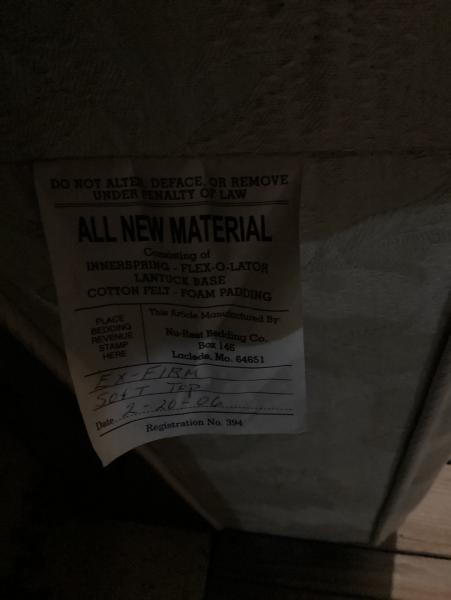 DO NOT ALTER, DEFACE, OR REMOVE
UNDER PENALTY OF LAW
ALL NEW MATERIAL
Consisting of
INNERSPRING - FLEX-O-LATOR
LANTUCK BASE
COTTON FELT - FOAM PADDING
PLACE
BEDDING
REVENUE
STAMP
HERE
This Article Manufactured By:
Nu-Rest Bedding Co.
Box 146
Laclede, Mo. 64651
EX-FIRM
SOFT TOP
Date 2-20-06
Registration No. 394